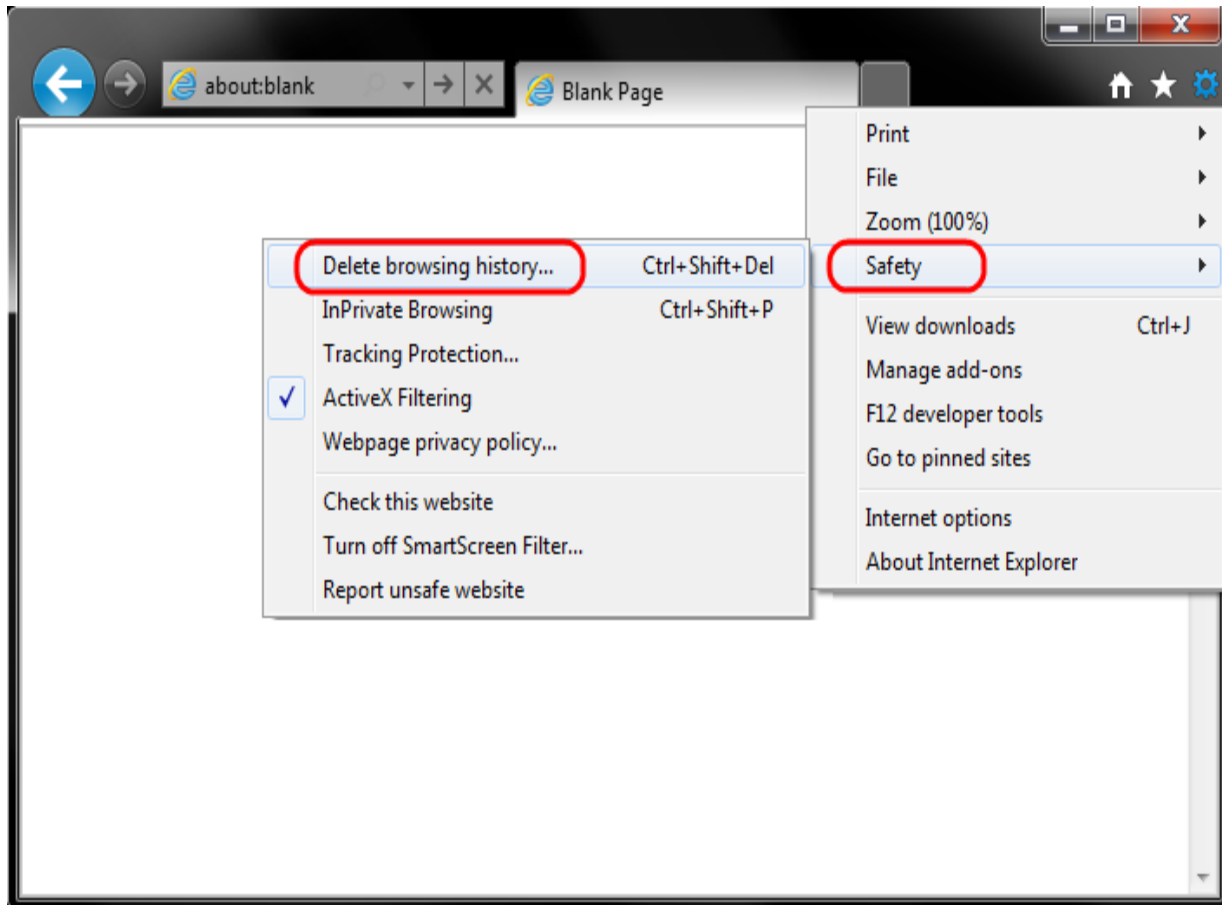 about:blank
Blank Page
Print
File
Zoom (100%)
Safety
View downloads Ctrl+J
Manage add-ons
F12 developer tools
Go to pinned sites
Internet options
About Internet Explorer
Delete browsing history... Ctrl+Shift+Del
InPrivate Browsing Ctrl+Shift+P
Tracking Protection...
ActiveX Filtering
Webpage privacy policy...
Check this website
Turn off SmartScreen Filter...
Report unsafe website